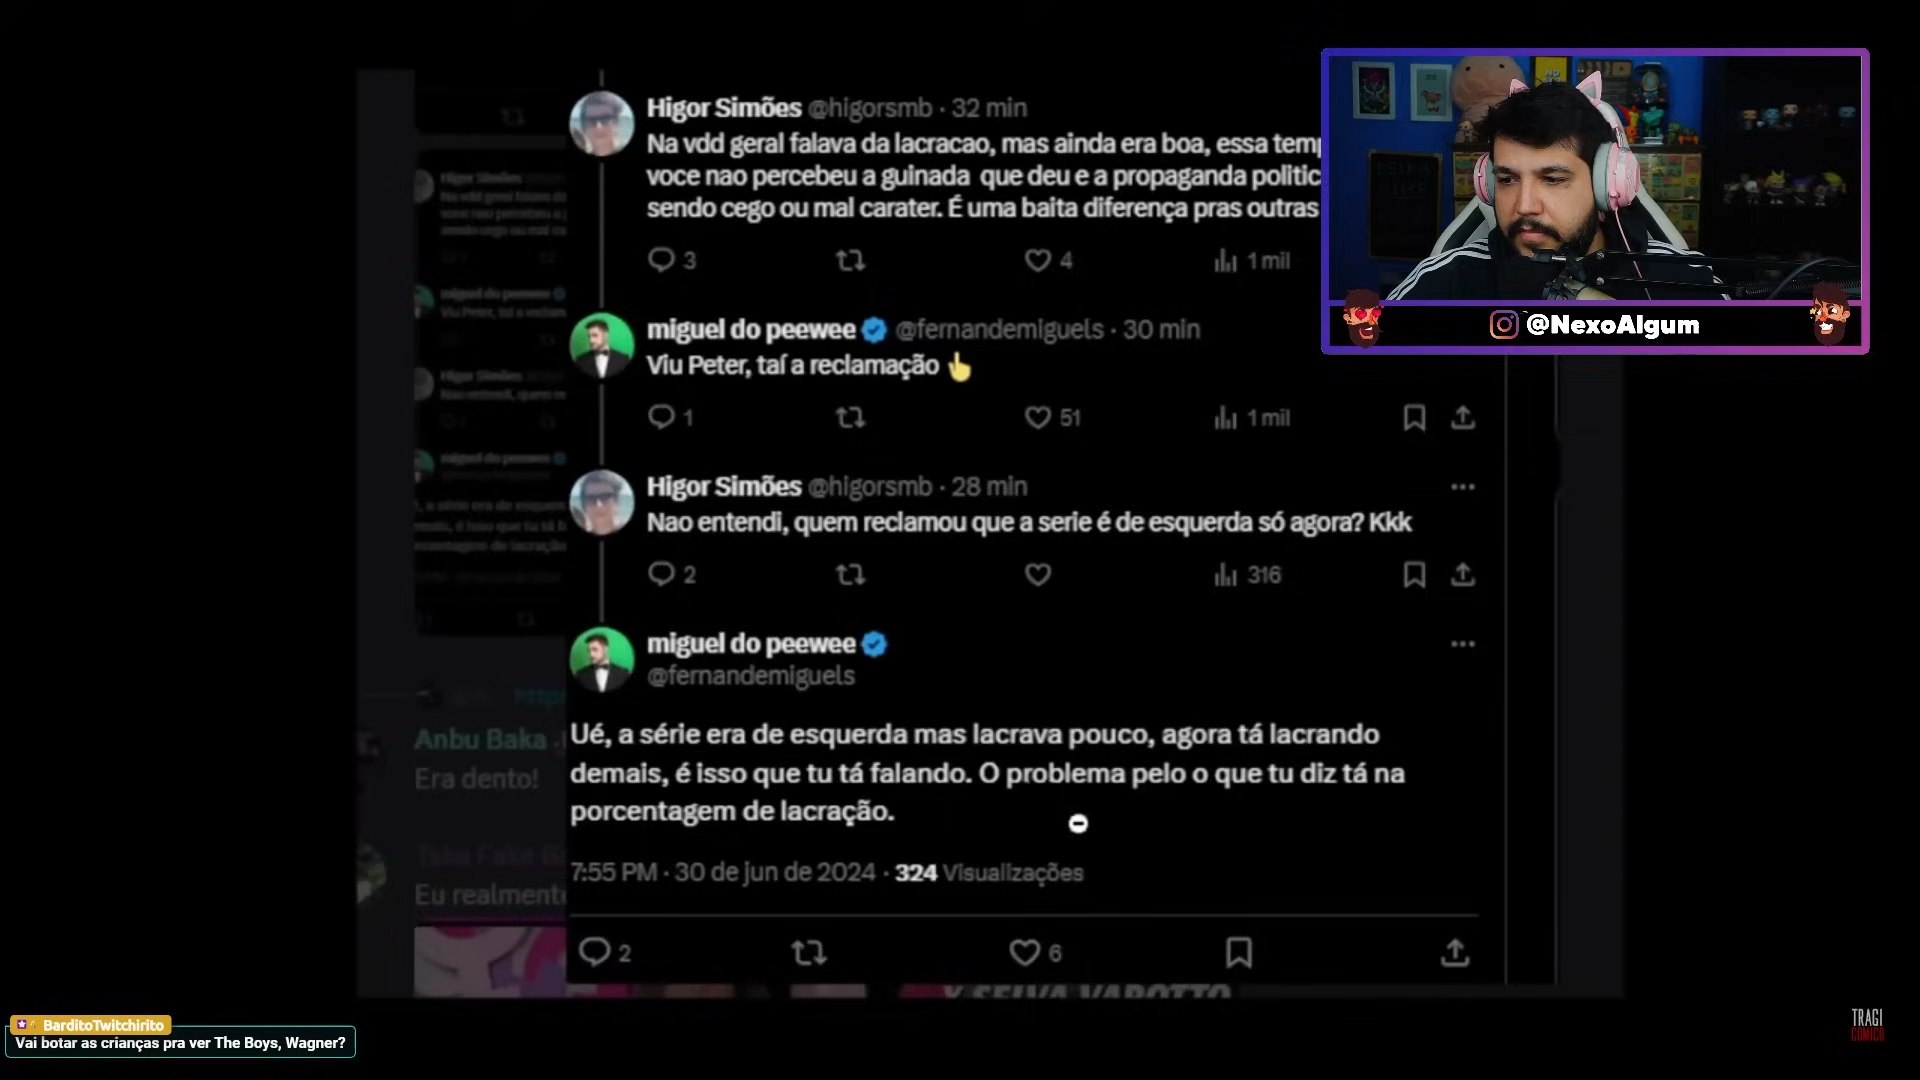 Higor Simões @higorsmb · 32 min
Na vdd geral falava da lacracao, mas ainda era boa, essa
voce nao percebeu a guinada que deu e a propaganda
sendo cego ou mal carater. É uma baita diferença pras outras
3 4 1 mil
miguel do peewee @fernandemiguels · 30 min
Viu Peter, taí a reclamação 👆
1 51 1 mil
Higor Simões @higorsmb · 28 min
Nao entendi, quem reclamou que a serie é de esquerda só agora? Kkk
2 316
miguel do peewee
@fernandemiguels
Ué, a série era de esquerda mas lacrava pouco, agora tá lacrando
demais, é isso que tu tá falando. O problema pelo o que tu diz tá na
porcentagem de lacração.
7:55 PM · 30 de jun de 2024 · 324 Visualizações
2 6
@NexoAlgum
Anbu Baka
Era dento!
Eu
BarditoTwitchirito
Vai botar as crianças pra ver The Boys, Wagner?
TRAGI
CÔMICO